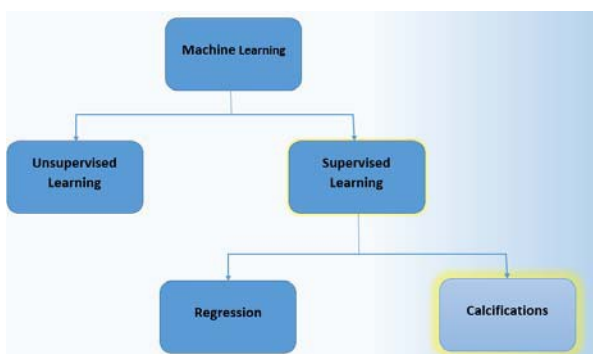 Machine Learning
Unsupervised
Learning
Supervised
Learning
Regression
Calcifications